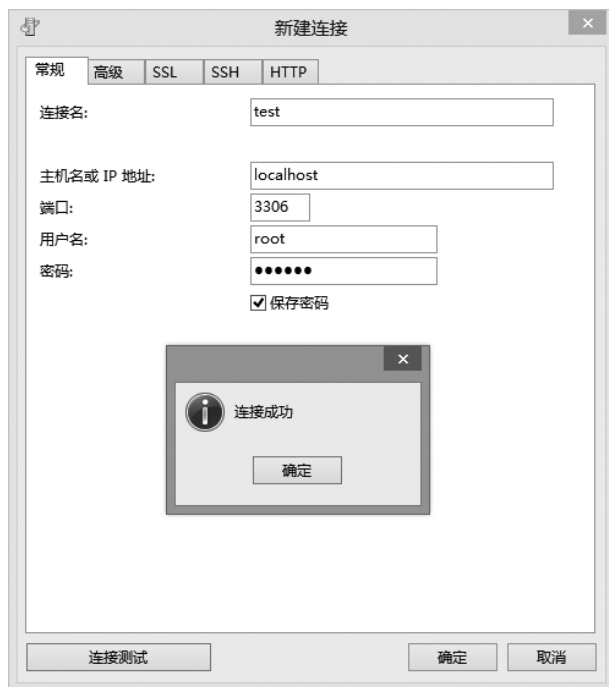 新建连接
常规 高级 SSL SSH HTTP
连接名: test
主机名或 IP 地址: localhost
端口: 3306
用户名: root
密码: ●●●●●●
保存密码
连接成功
确定
连接测试 确定 取消